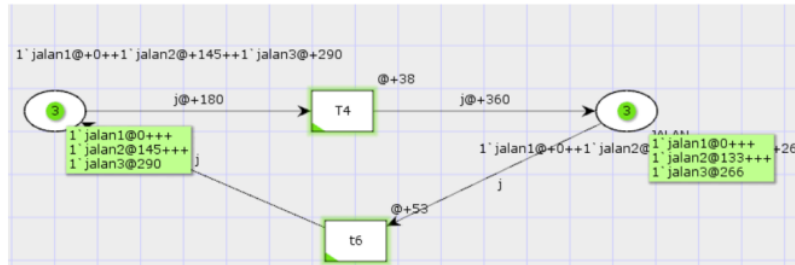 1`jalan1@+0++1`jalan2@+145++1`jalan3@+290
@+38
j@+180
T4
j@+360
3
3
1`jalan1@0+++
1`jalan2@145+++
1`jalan3@290
j
1`jalan1@+0++1`jalan2@
+26
1`jalan1@0+++
1`jalan2@133+++
1`jalan3@266
j
@+53
t6